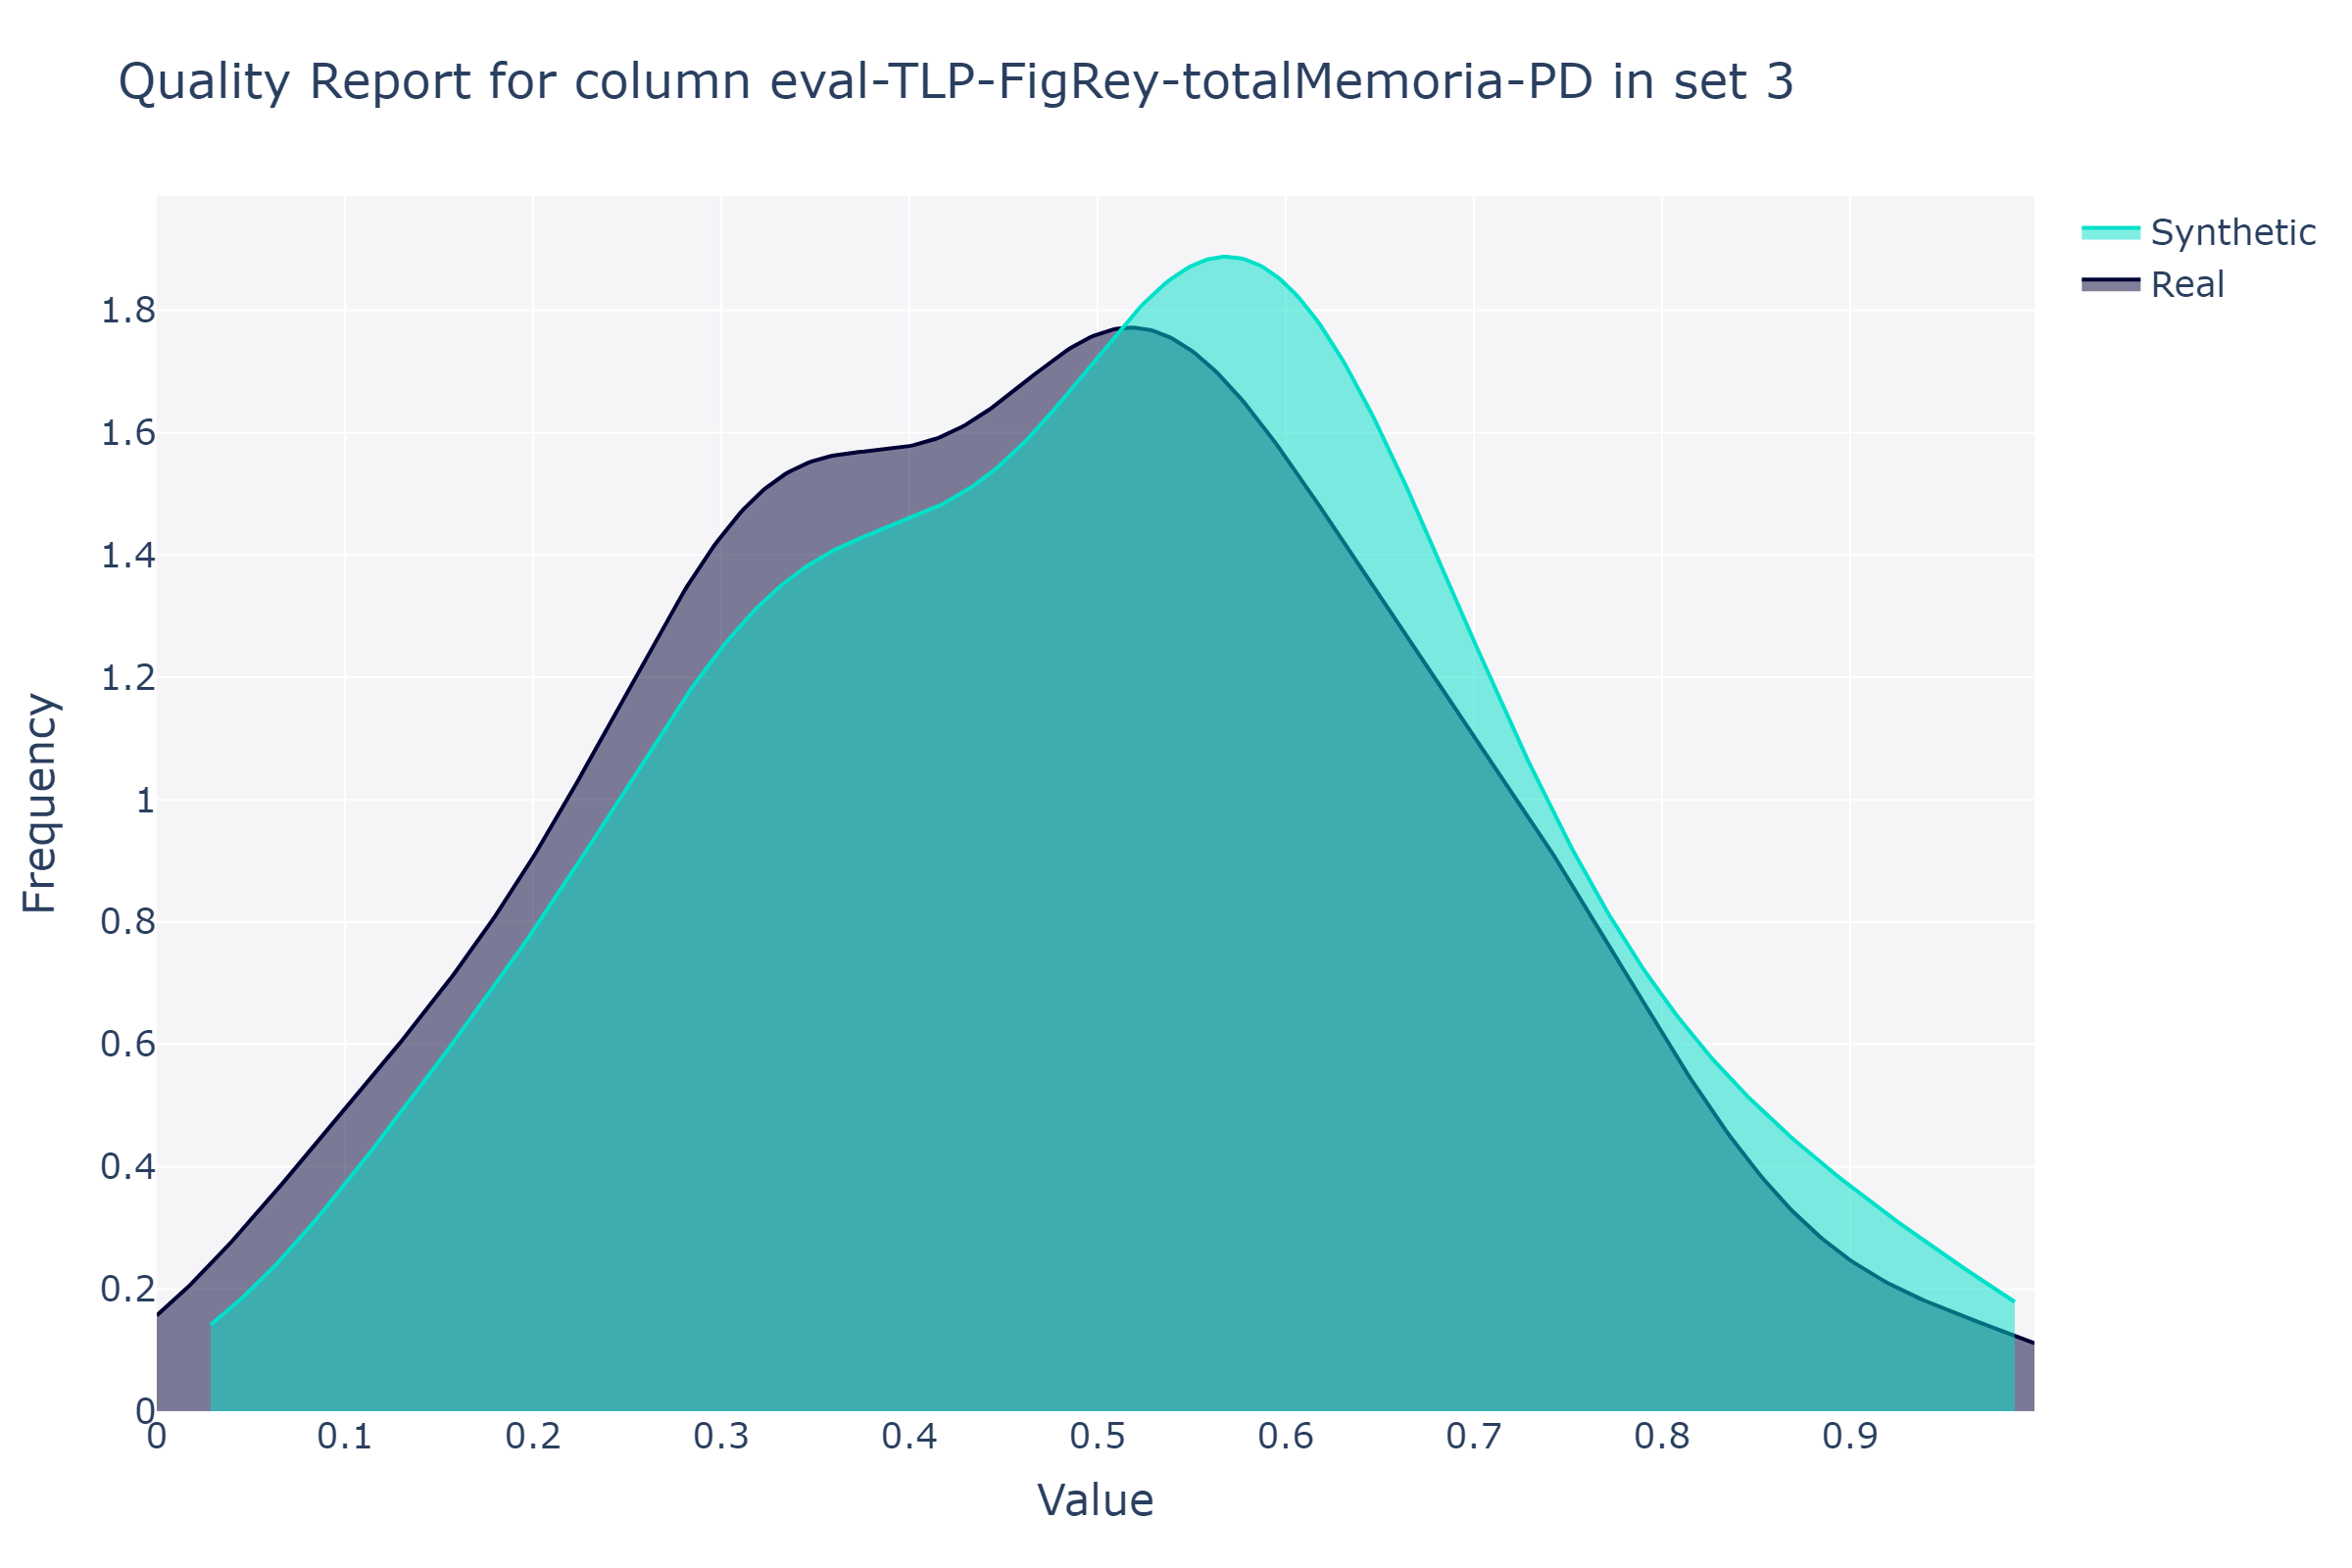 Quality Report for column eval-TLP-FigRey-totalMemoria-PD in set 3
Synthetic
Real
1.8
1.6
1.4
1.2
1
0.8
0.6
0.4
0.2
0
Frequency
0 0.1 0.2 0.3 0.4 0.5 0.6 0.7 0.8 0.9
Value